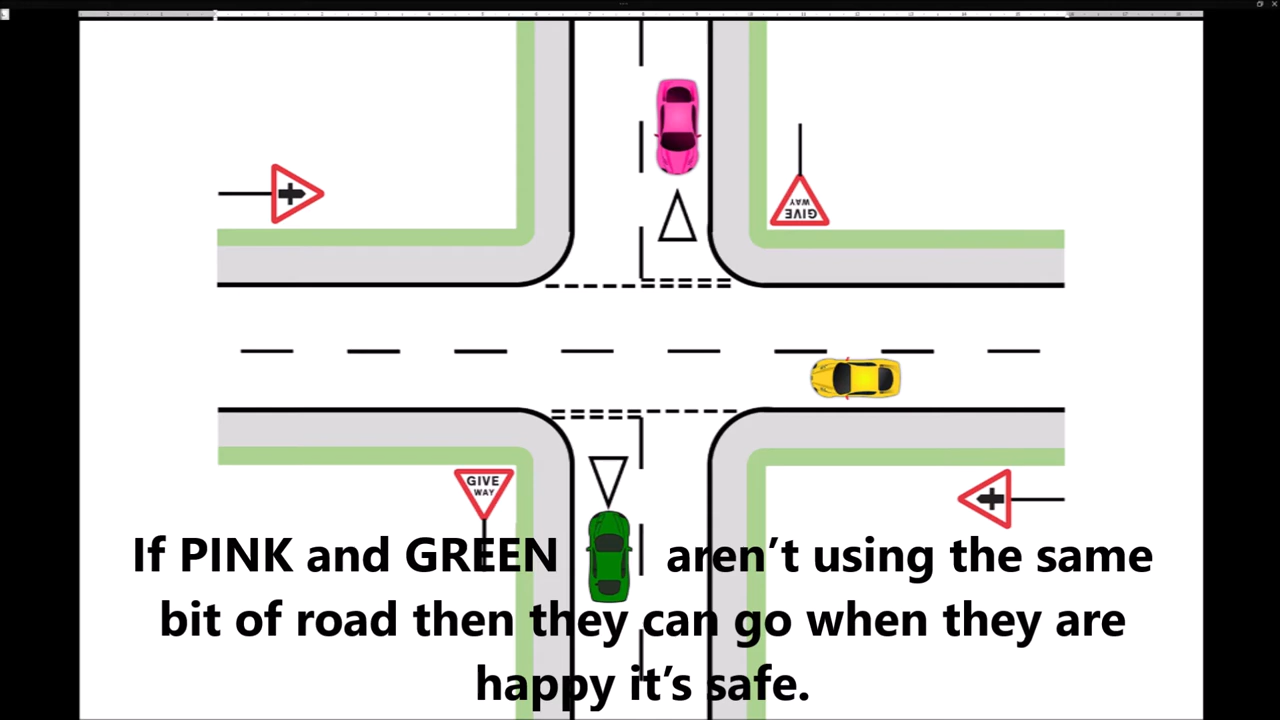 GIVE
WAY
GIVE
WAY
If PINK and GREEN aren’t using the same
bit of road then they can go when they are
happy it’s safe.